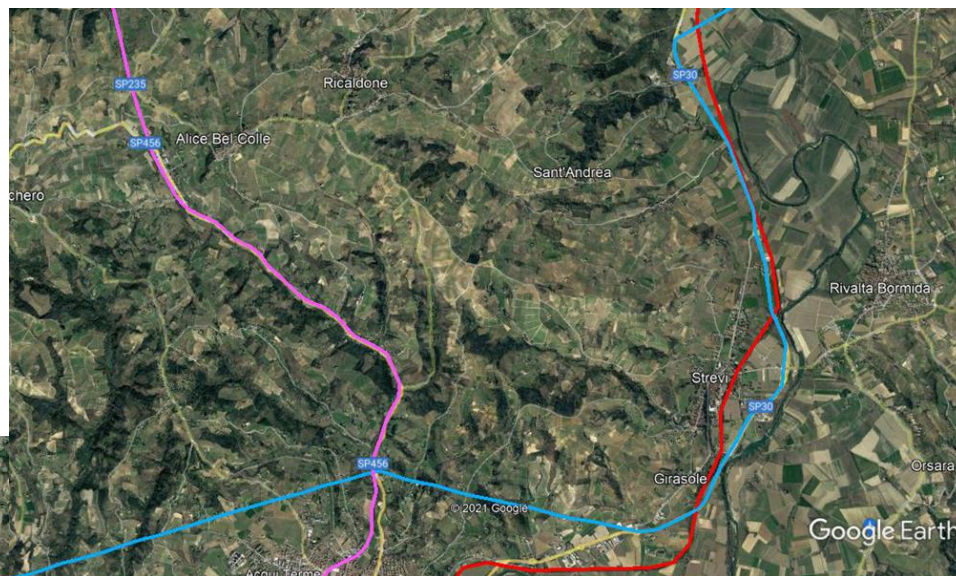 SP30
SP235
Ricaldone
SP456
Alice Bel Colle
Sant'Andrea
chero
Rivalta Bormida
Strevi
SP30
SP456
Orsara
Girasole
© 2021 Google
Google Earth
Acqui Terme